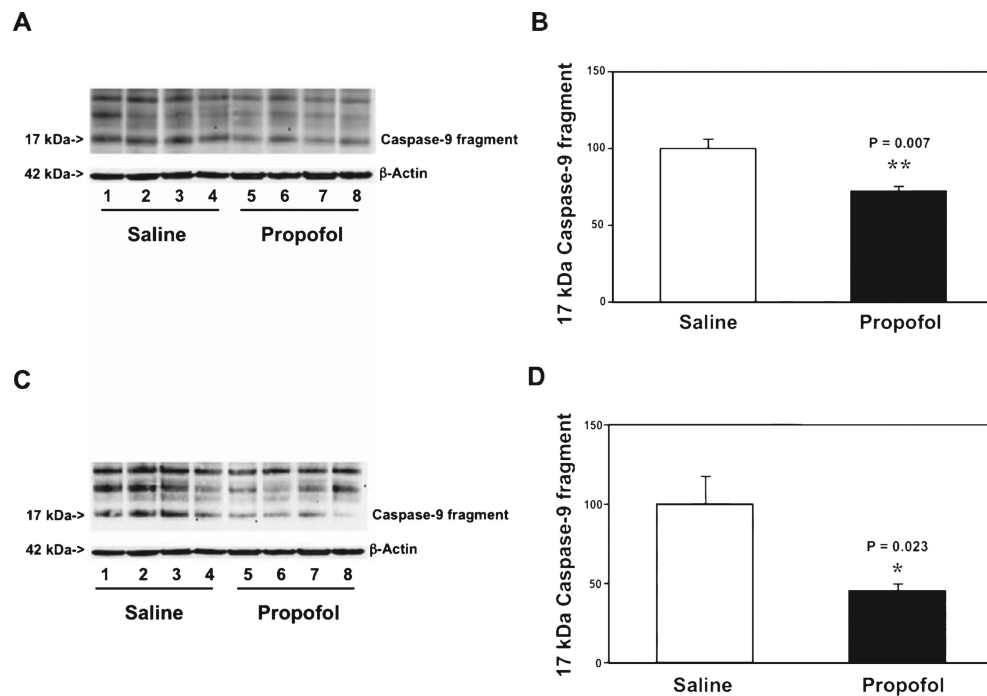 A
17 kDa->
Caspase-9 fragment
42 kDa->
β-Actin
1 2 3 4 5 6 7 8
Saline
Propofol
B
17 kDa Caspase-9 fragment
150
100
50
0
P = 0.007
**
Saline
Propofol
C
17 kDa->
Caspase-9 fragment
42 kDa->
β-Actin
1 2 3 4 5 6 7 8
Saline
Propofol
D
17 kDa Caspase-9 fragment
150
100
50
0
P = 0.023
*
Saline
Propofol